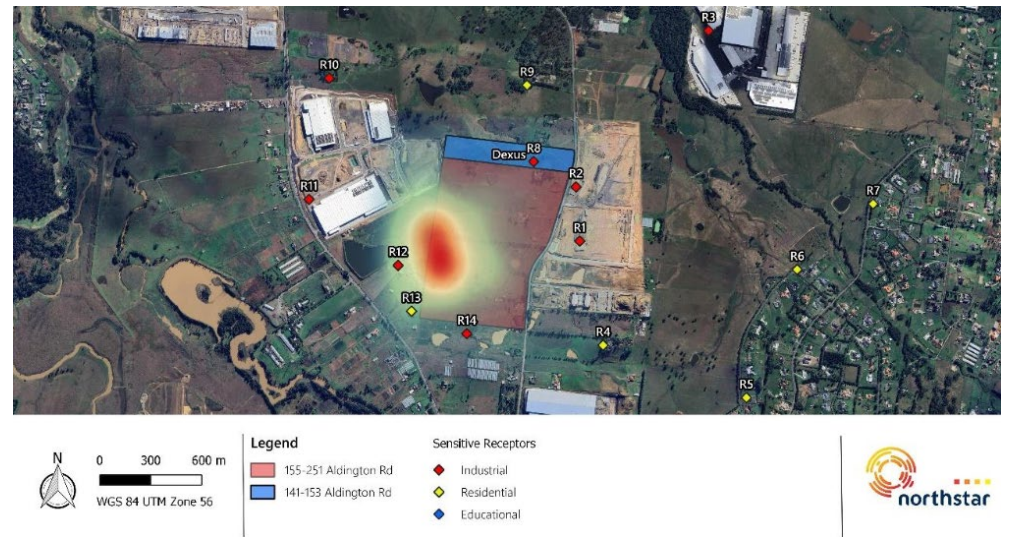 R3
R10
R9
Dexus R8
R2
R11
R7
R1
R12
R6
R13
R14
R4
R5
N
0 300 600 m
WGS 84 UTM Zone 56
Legend
155-251 Aldington Rd
141-153 Aldington Rd
Sensitive Receptors
Industrial
Residential
Educational
northstar